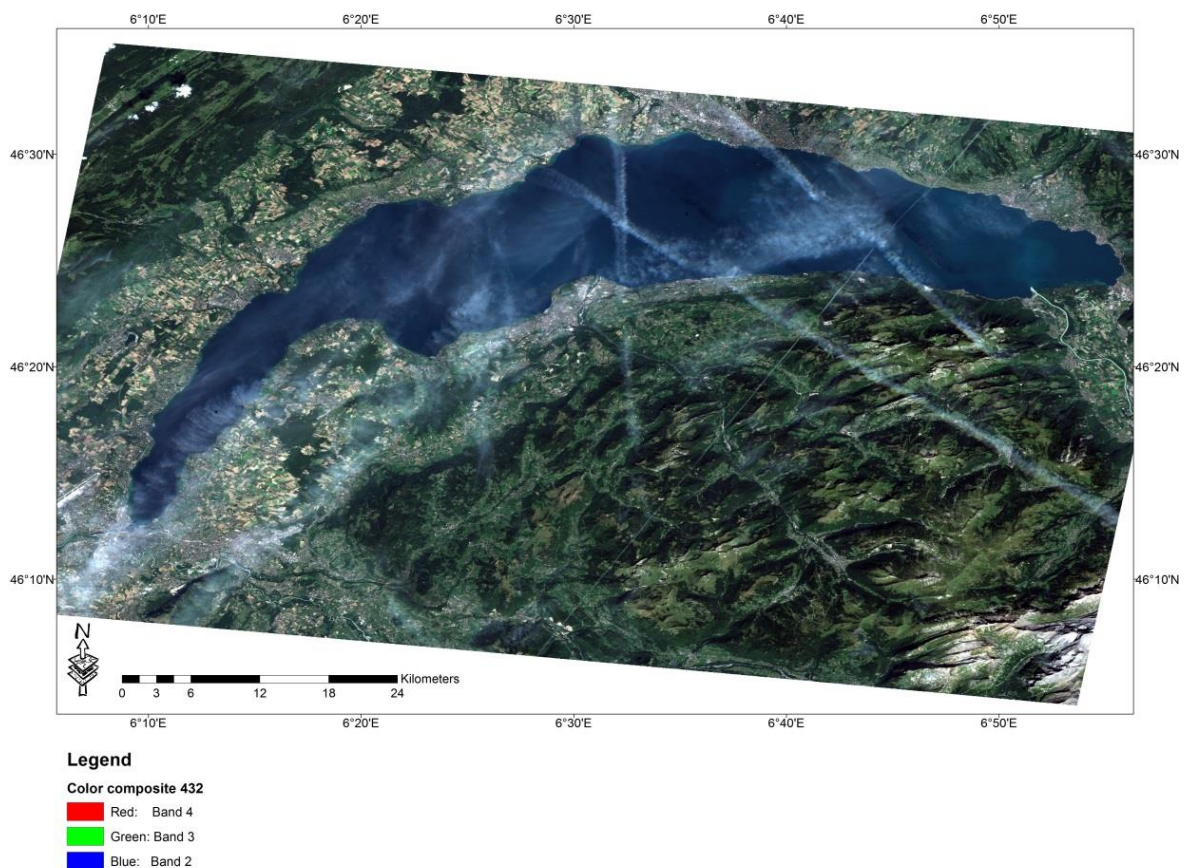 6°10'E 6°20'E 6°30'E 6°40'E 6°50'E
46°30'N 46°30'N
46°20'N 46°20'N
46°10'N 46°10'N
N
Kilometers
0 3 6 12 18 24
6°10'E 6°20'E 6°30'E 6°40'E 6°50'E
Legend
Color composite 432
Red: Band 4
Green: Band 3
Blue: Band 2